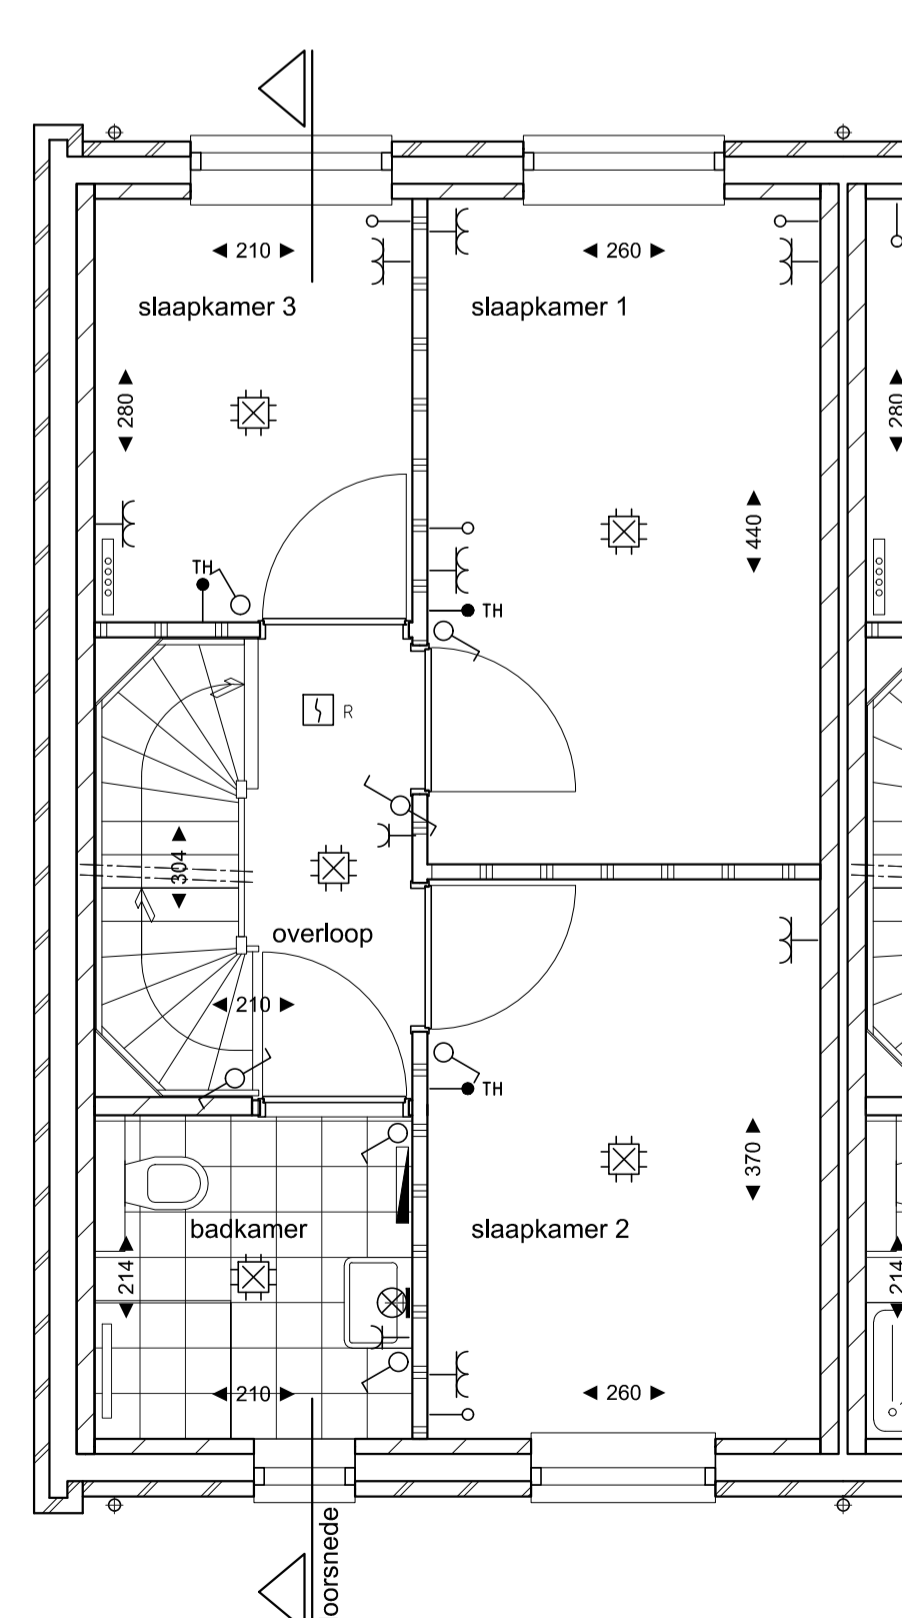 210
260
slaapkamer 3
slaapkamer 1
280
280
440
TH
TH
R
304
overloop
210
TH
370
badkamer
slaapkamer 2
214
214
210
260
oorsnede